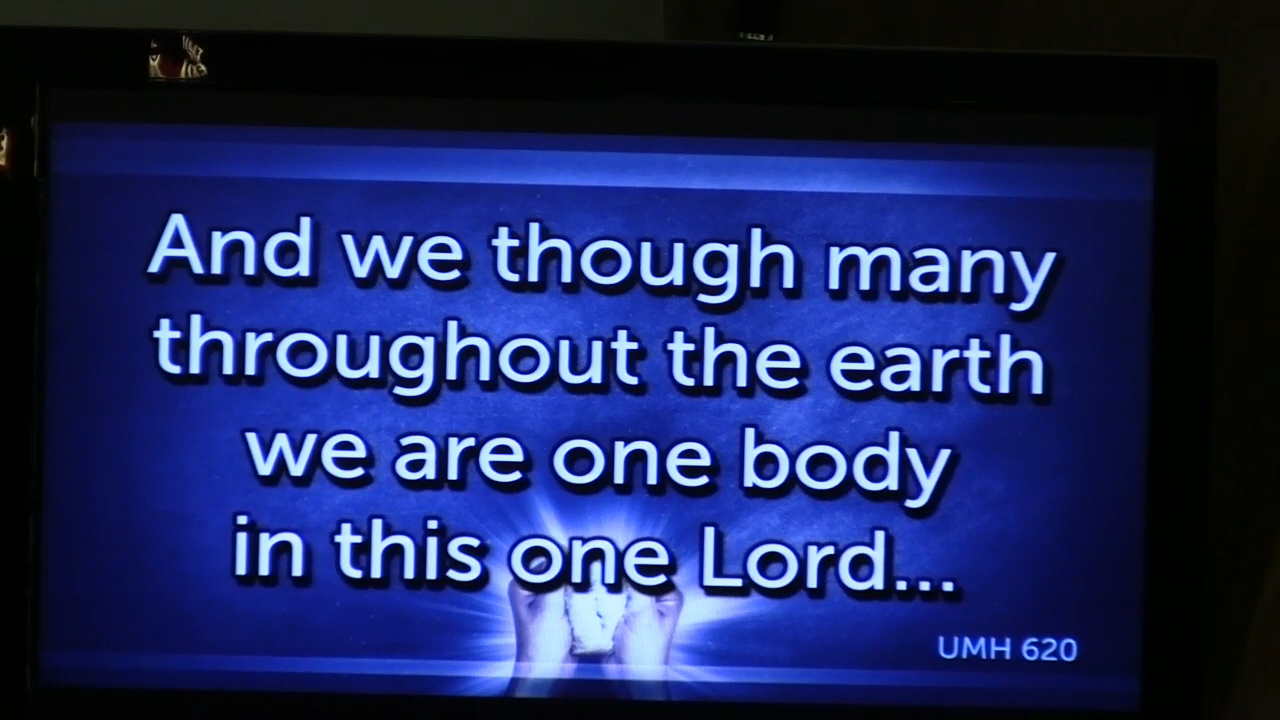 And we though many
throughout the earth
we are one body
in this one Lord...
UMH 620